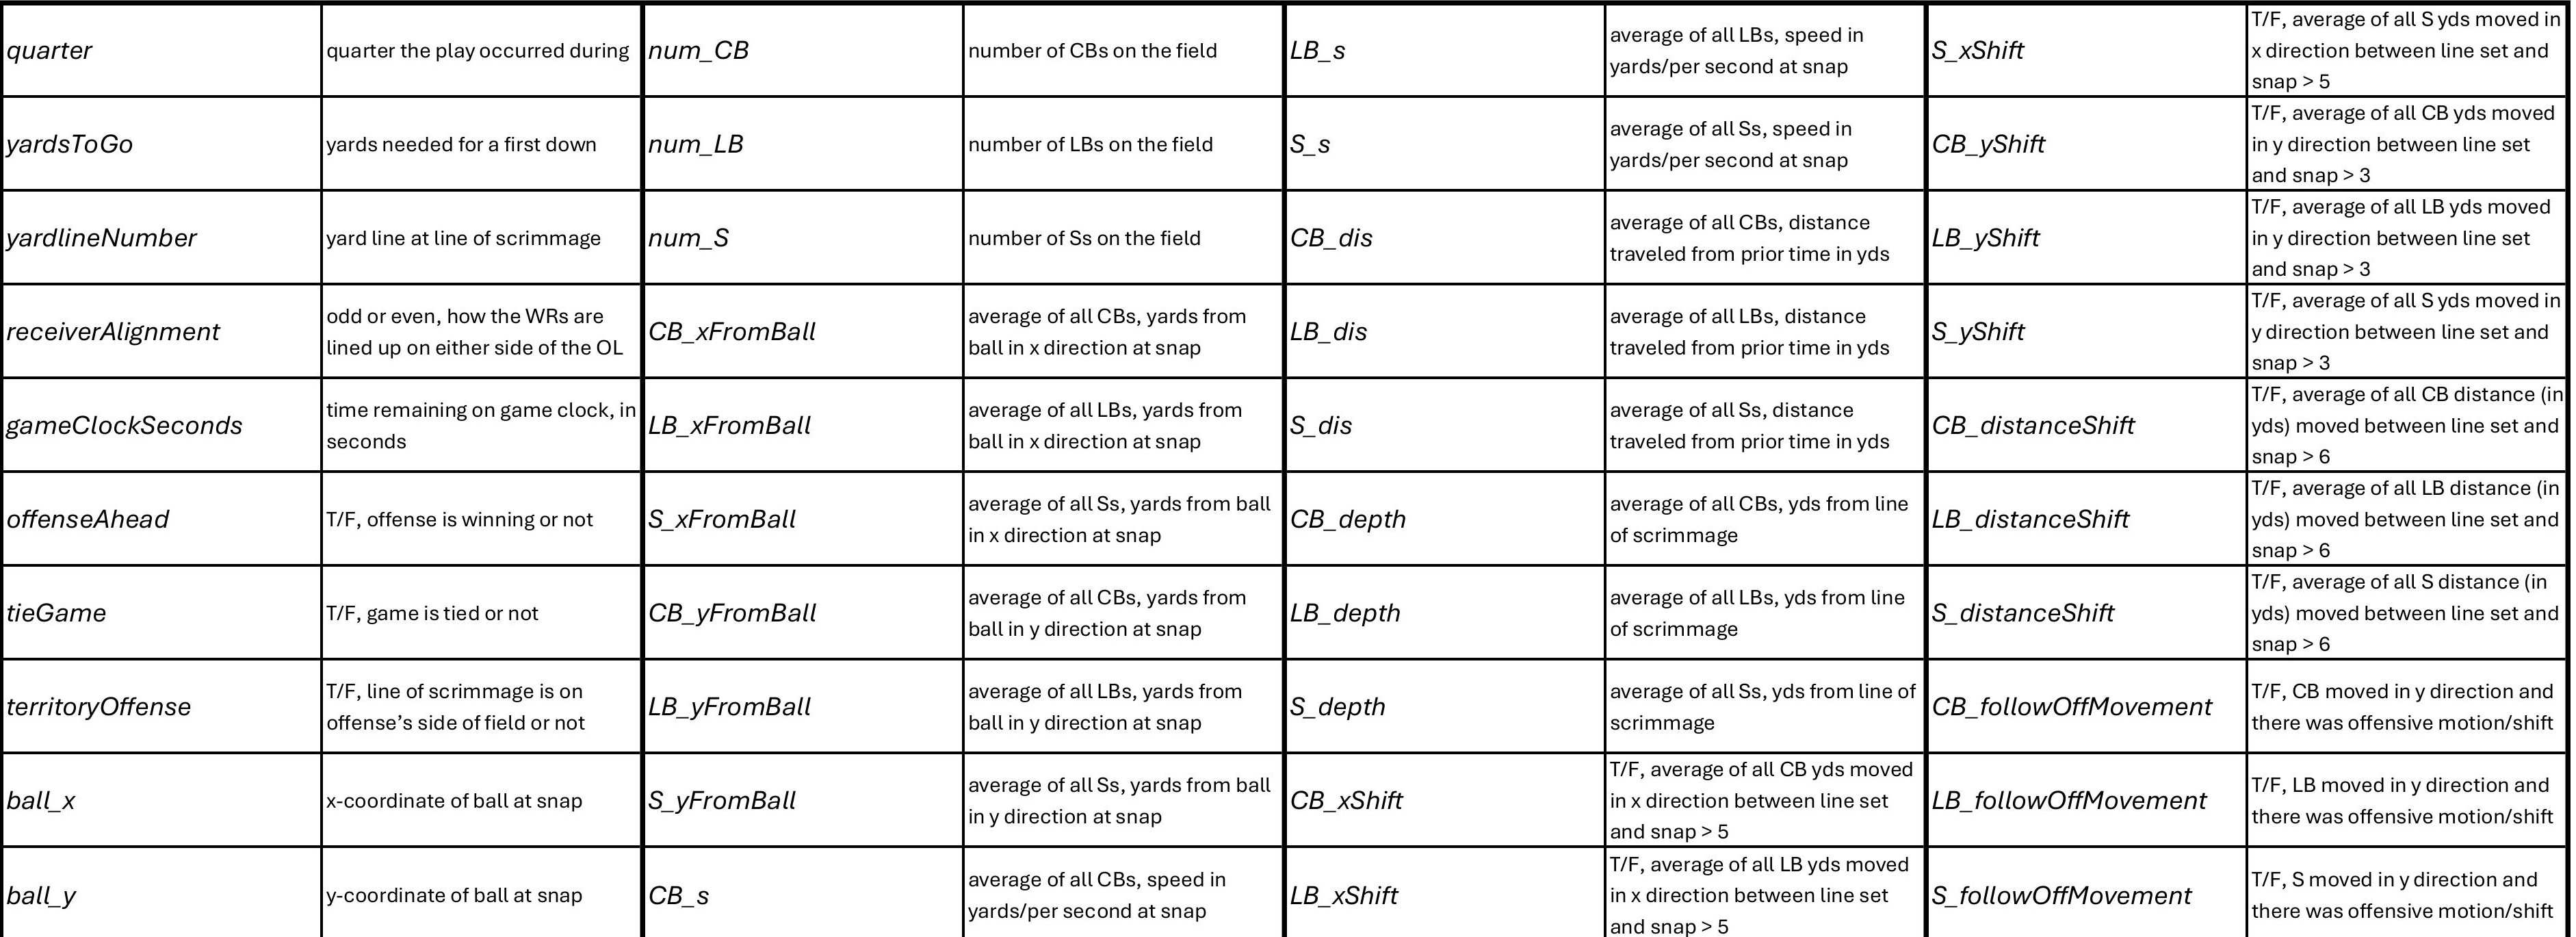 quarter
quarter the play occurred during
num_CB
number of CBs on the field
LB_s
average of all LBs, speed in
yards/per second at snap
S_xShift
T/F, average of all S yds moved in
x direction between line set and
snap > 5
yardsToGo
yards needed for a first down
num_LB
number of LBs on the field
S_s
average of all Ss, speed in
yards/per second at snap
CB_yShift
T/F, average of all CB yds moved
in y direction between line set
and snap > 3
yardlineNumber
yard line at line of scrimmage
num_S
number of Ss on the field
CB_dis
average of all CBs, distance
traveled from prior time in yds
LB_yShift
T/F, average of all LB yds moved
in y direction between line set
and snap > 3
receiverAlignment
odd or even, how the WRs are
lined up on either side of the OL
CB_xFromBall
average of all CBs, yards from
ball in x direction at snap
LB_dis
average of all LBs, distance
traveled from prior time in yds
S_yShift
T/F, average of all S yds moved in
y direction between line set and
snap > 3
gameClockSeconds
time remaining on game clock, in
seconds
LB_xFromBall
average of all LBs, yards from
ball in x direction at snap
S_dis
average of all Ss, distance
traveled from prior time in yds
CB_distanceShift
T/F, average of all CB distance (in
yds) moved between line set and
snap > 6
offenseAhead
T/F, offense is winning or not
S_xFromBall
average of all Ss, yards from ball
in x direction at snap
CB_depth
average of all CBs, yds from line
of scrimmage
LB_distanceShift
T/F, average of all LB distance (in
yds) moved between line set and
snap > 6
tieGame
T/F, game is tied or not
CB_yFromBall
average of all CBs, yards from
ball in y direction at snap
LB_depth
average of all LBs, yds from line
of scrimmage
S_distanceShift
T/F, average of all S distance (in
yds) moved between line set and
snap > 6
territoryOffense
T/F, line of scrimmage is on
offense’s side of field or not
LB_yFromBall
average of all LBs, yards from
ball in y direction at snap
S_depth
average of all Ss, yds from line of
scrimmage
CB_followOffMovement
T/F, CB moved in y direction and
there was offensive motion/shift
ball_x
x-coordinate of ball at snap
S_yFromBall
average of all Ss, yards from ball
in y direction at snap
CB_xShift
T/F, average of all CB yds moved
in x direction between line set
and snap > 5
LB_followOffMovement
T/F, LB moved in y direction and
there was offensive motion/shift
ball_y
y-coordinate of ball at snap
CB_s
average of all CBs, speed in
yards/per second at snap
LB_xShift
T/F, average of all LB yds moved
in x direction between line set
and snap > 5
S_followOffMovement
T/F, S moved in y direction and
there was offensive motion/shift